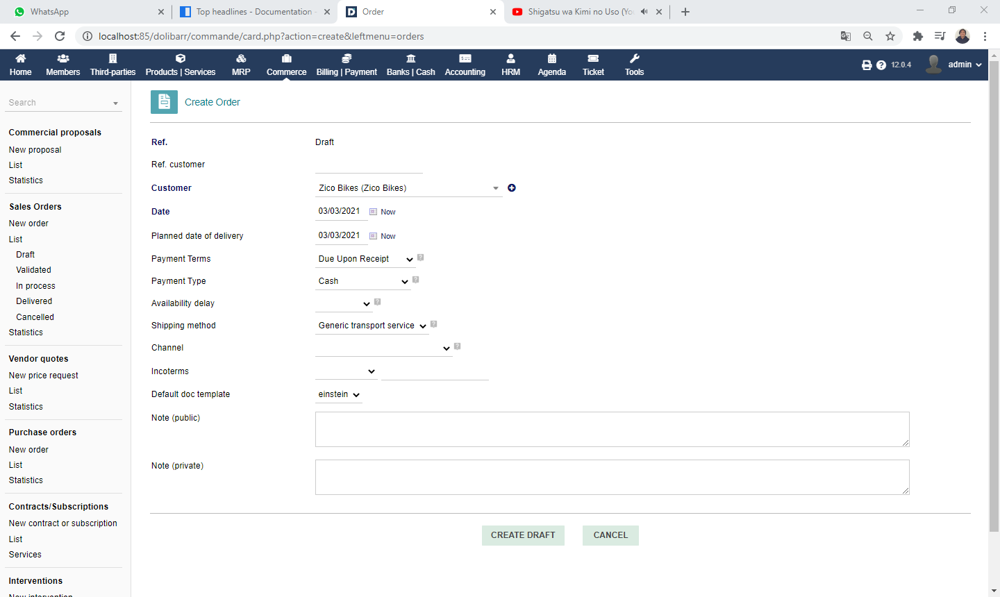 WhatsApp
Top headlines - Documentation -
Order
Shigatsu wa Kimi no Uso (You
localhost:85/dolibarr/commande/card.php?action=create&leftmenu=orders
Home
Members
Third-parties
Products | Services
MRP
Commerce
Billing | Payment
Banks | Cash
Accounting
HRM
Agenda
Ticket
Tools
12.0.4
admin
Search
Commercial proposals
New proposal
List
Statistics
Sales Orders
New order
List
Draft
Validated
In process
Delivered
Cancelled
Statistics
Vendor quotes
New price request
List
Statistics
Purchase orders
New order
List
Statistics
Contracts/Subscriptions
New contract or subscription
List
Services
Interventions
New intervention
Create Order
Ref. Draft
Ref. customer
Customer Zico Bikes (Zico Bikes)
Date 03/03/2021 Now
Planned date of delivery 03/03/2021 Now
Payment Terms Due Upon Receipt
Payment Type Cash
Availability delay
Shipping method Generic transport service
Channel
Incoterms
Default doc template einstein
Note (public)
Note (private)
CREATE DRAFT CANCEL